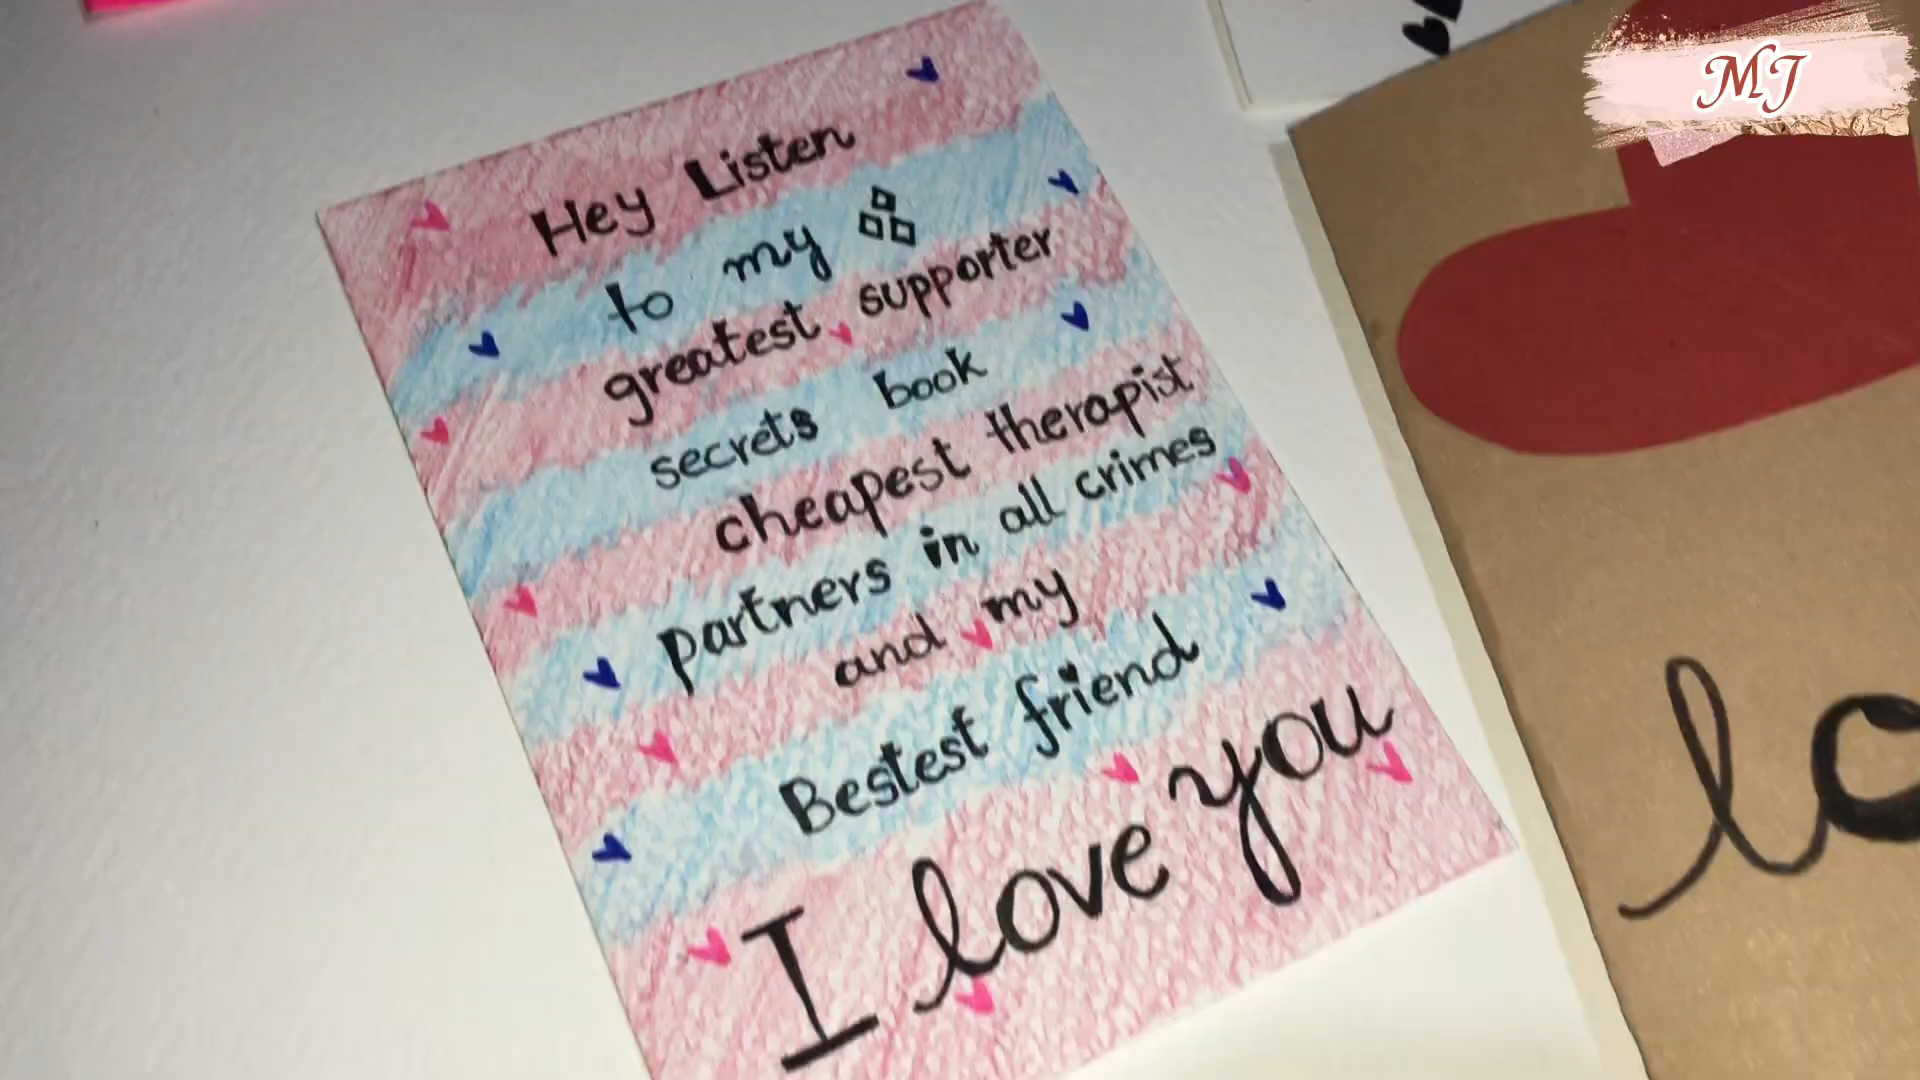 Hey Listen
to my
greatest supporter
secrets book
cheapest therapist
partners in all crimes
and my
Bestest friend
I love you
MJ
lo